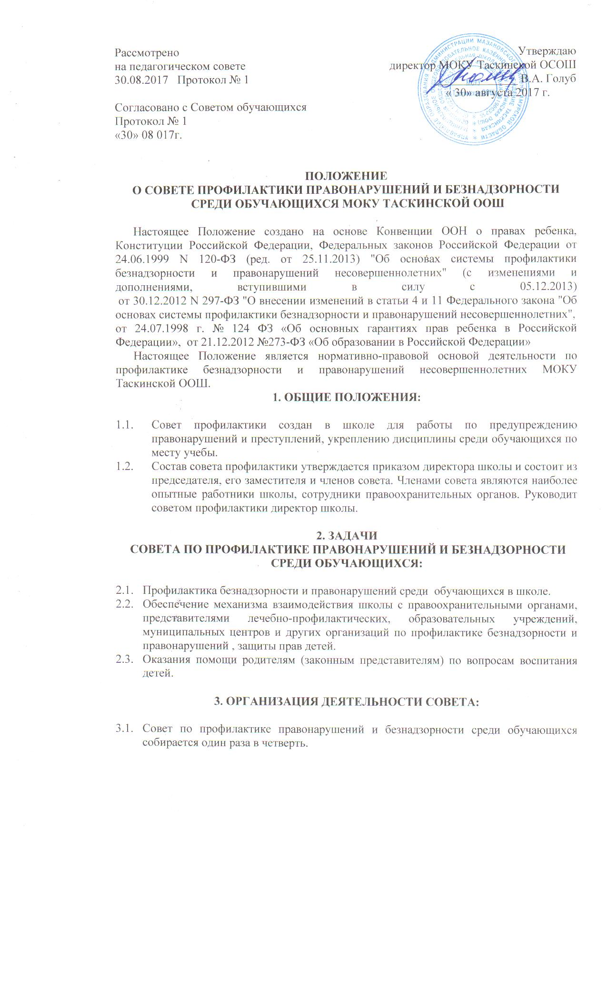 Рассмотрено
на педагогическом совете
30.08.2017 Протокол № 1
Согласовано с Советом обучающихся
Протокол № 1
«30» 08 017г.
Утверждаю
директор МОКУ Таскинской ОСОШ
В.А. Голуб
« 30» августа 2017 г.
ПОЛОЖЕНИЕ
О СОВЕТЕ ПРОФИЛАКТИКИ ПРАВОНАРУШЕНИЙ И БЕЗНАДЗОРНОСТИ
СРЕДИ ОБУЧАЮЩИХСЯ МОКУ ТАСКИНСКОЙ ООШ
Настоящее Положение создано на основе Конвенции ООН о правах ребенка,
Конституции Российской Федерации, Федеральных законов Российской Федерации от
24.06.1999 N 120-ФЗ (ред. от 25.11.2013) "Об основах системы профилактики
безнадзорности и правонарушений несовершеннолетних" (с изменениями и
дополнениями, вступившими в силу с 05.12.2013)
от 30.12.2012 N 297-ФЗ "О внесении изменений в статьи 4 и 11 Федерального закона "Об
основах системы профилактики безнадзорности и правонарушений несовершеннолетних",
от 24.07.1998 г. № 124 ФЗ «Об основных гарантиях прав ребенка в Российской
Федерации», от 21.12.2012 №273-ФЗ «Об образовании в Российской Федерации»
Настоящее Положение является нормативно-правовой основой деятельности по
профилактике безнадзорности и правонарушений несовершеннолетних МОКУ
Таскинской ООШ.
1. ОБЩИЕ ПОЛОЖЕНИЯ:
1.1. Совет профилактики создан в школе для работы по предупреждению
правонарушений и преступлений, укреплению дисциплины среди обучающихся по
месту учебы.
1.2. Состав совета профилактики утверждается приказом директора школы и состоит из
председателя, его заместителя и членов совета. Членами совета являются наиболее
опытные работники школы, сотрудники правоохранительных органов. Руководит
советом профилактики директор школы.
2. ЗАДАЧИ
СОВЕТА ПО ПРОФИЛАКТИКЕ ПРАВОНАРУШЕНИЙ И БЕЗНАДЗОРНОСТИ
СРЕДИ ОБУЧАЮЩИХСЯ:
2.1. Профилактика безнадзорности и правонарушений среди обучающихся в школе.
2.2. Обеспечение механизма взаимодействия школы с правоохранительными органами,
представителями лечебно-профилактических, образовательных учреждений,
муниципальных центров и других организаций по профилактике безнадзорности и
правонарушений , защиты прав детей.
2.3. Оказания помощи родителям (законным представителям) по вопросам воспитания
детей.
3. ОРГАНИЗАЦИЯ ДЕЯТЕЛЬНОСТИ СОВЕТА:
3.1. Совет по профилактике правонарушений и безнадзорности среди обучающихся
собирается один раза в четверть.